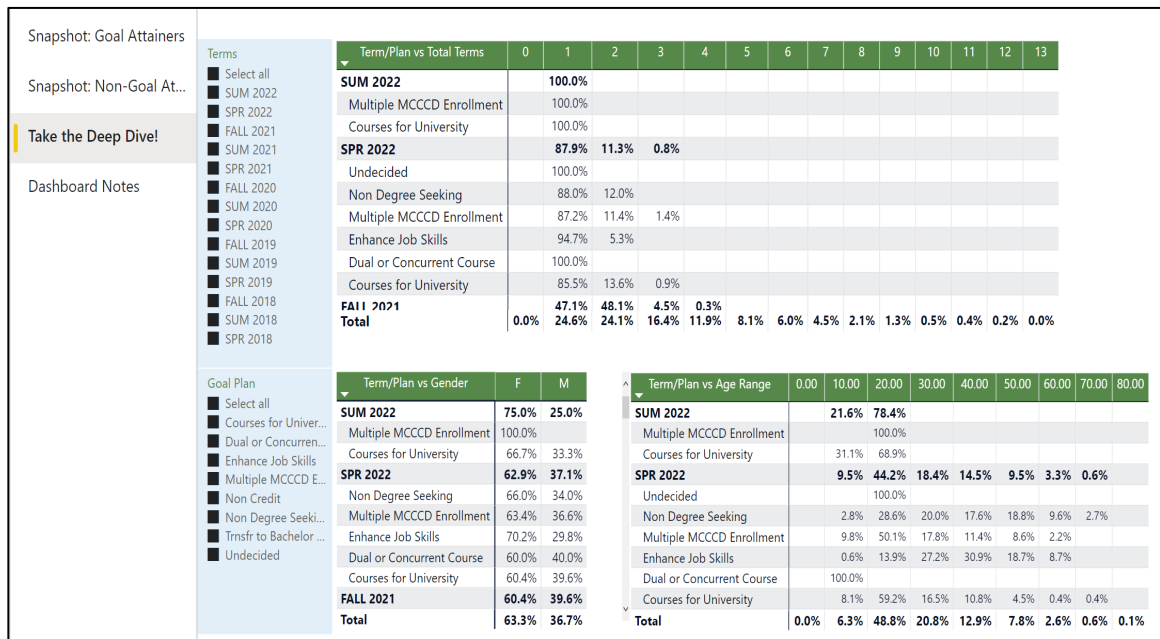 Snapshot: Goal Attainers
Snapshot: Non-Goal At...
Take the Deep Dive!
Dashboard Notes
Terms
Select all
SUM 2022
SPR 2022
FALL 2021
SUM 2021
SPR 2021
FALL 2020
SUM 2020
SPR 2020
FALL 2019
SUM 2019
SPR 2019
FALL 2018
SUM 2018
SPR 2018
Term/Plan vs Total Terms 0 1 2 3 4 5 6 7 8 9 10 11 12 13
SUM 2022 100.0%
Multiple MCCCD Enrollment 100.0%
Courses for University 100.0%
SPR 2022 87.9% 11.3% 0.8%
Undecided 100.0%
Non Degree Seeking 88.0% 12.0%
Multiple MCCCD Enrollment 87.2% 11.4% 1.4%
Enhance Job Skills 94.7% 5.3%
Dual or Concurrent Course 100.0%
Courses for University 85.5% 13.6% 0.9%
FALL 2021 47.1% 48.1% 4.5% 0.3%
Total 0.0% 24.6% 24.1% 16.4% 11.9% 8.1% 6.0% 4.5% 2.1% 1.3% 0.5% 0.4% 0.2% 0.0%
Goal Plan
Select all
Courses for Univer...
Dual or Concurren...
Enhance Job Skills
Multiple MCCCD E...
Non Credit
Non Degree Seeki...
Trnsfr to Bachelor ...
Undecided
Term/Plan vs Gender F M
SUM 2022 75.0% 25.0%
Multiple MCCCD Enrollment 100.0%
Courses for University 66.7% 33.3%
SPR 2022 62.9% 37.1%
Non Degree Seeking 66.0% 34.0%
Multiple MCCCD Enrollment 63.4% 36.6%
Enhance Job Skills 70.2% 29.8%
Dual or Concurrent Course 60.0% 40.0%
Courses for University 60.4% 39.6%
FALL 2021 60.4% 39.6%
Total 63.3% 36.7%
Term/Plan vs Age Range 0.00 10.00 20.00 30.00 40.00 50.00 60.00 70.00 80.00
SUM 2022 21.6% 78.4%
Multiple MCCCD Enrollment 100.0%
Courses for University 31.1% 68.9%
SPR 2022 9.5% 44.2% 18.4% 14.5% 9.5% 3.3% 0.6%
Undecided 100.0%
Non Degree Seeking 2.8% 28.6% 20.0% 17.6% 18.8% 9.6% 2.7%
Multiple MCCCD Enrollment 9.8% 50.1% 17.8% 11.4% 8.6% 2.2%
Enhance Job Skills 0.6% 13.9% 27.2% 30.9% 18.7% 8.7%
Dual or Concurrent Course 100.0%
Courses for University 8.1% 59.2% 16.5% 10.8% 4.5% 0.4% 0.4%
Total 0.0% 6.3% 48.8% 20.8% 12.9% 7.8% 2.6% 0.6% 0.1%